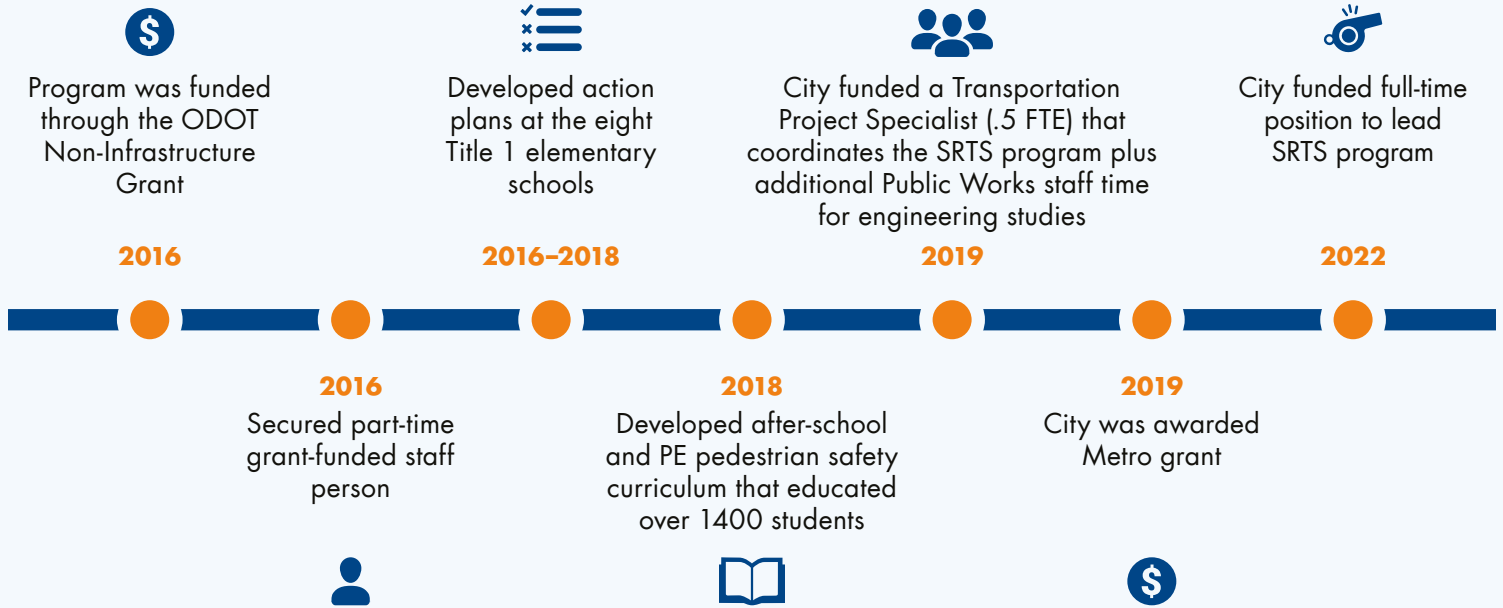 Program was funded
through the ODOT
Non-Infrastructure
Grant
2016
2016
Secured part-time
grant-funded staff
person
Developed action
plans at the eight
Title 1 elementary
schools
2016–2018
2018
Developed after-school
and PE pedestrian safety
curriculum that educated
over 1400 students
City funded a Transportation
Project Specialist (.5 FTE) that
coordinates the SRTS program plus
additional Public Works staff time
for engineering studies
2019
2019
City was awarded
Metro grant
City funded full-time
position to lead
SRTS program
2022